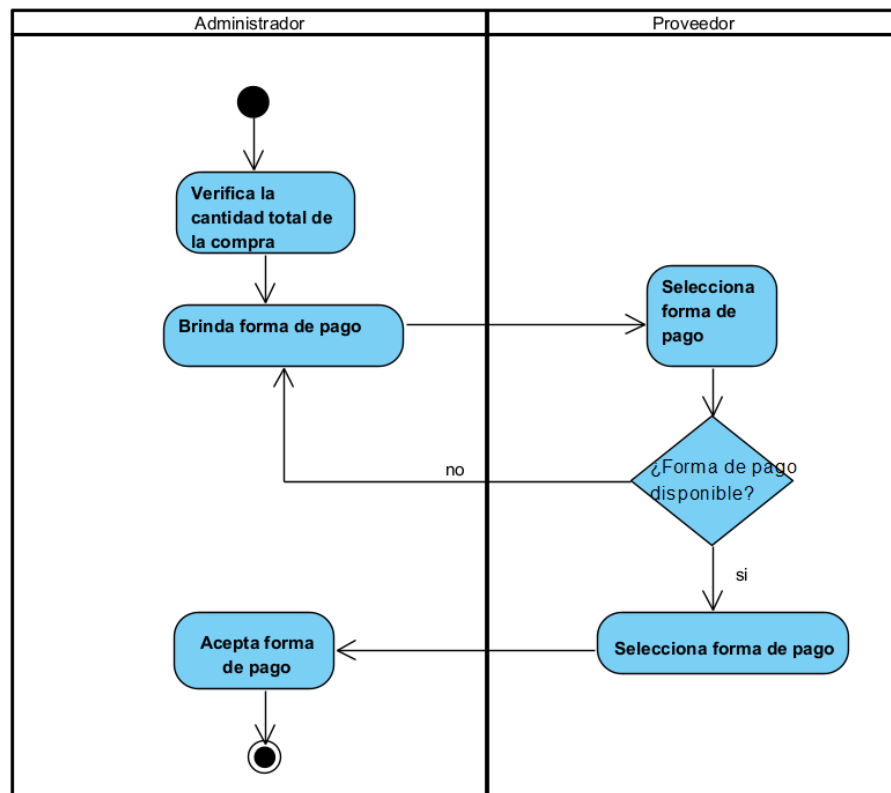 Administrador
Proveedor
Verifica la
cantidad total de
la compra
Brinda forma de pago
Selecciona
forma de
pago
¿Forma de pago
disponible?
no
si
Selecciona forma de pago
Acepta forma
de pago